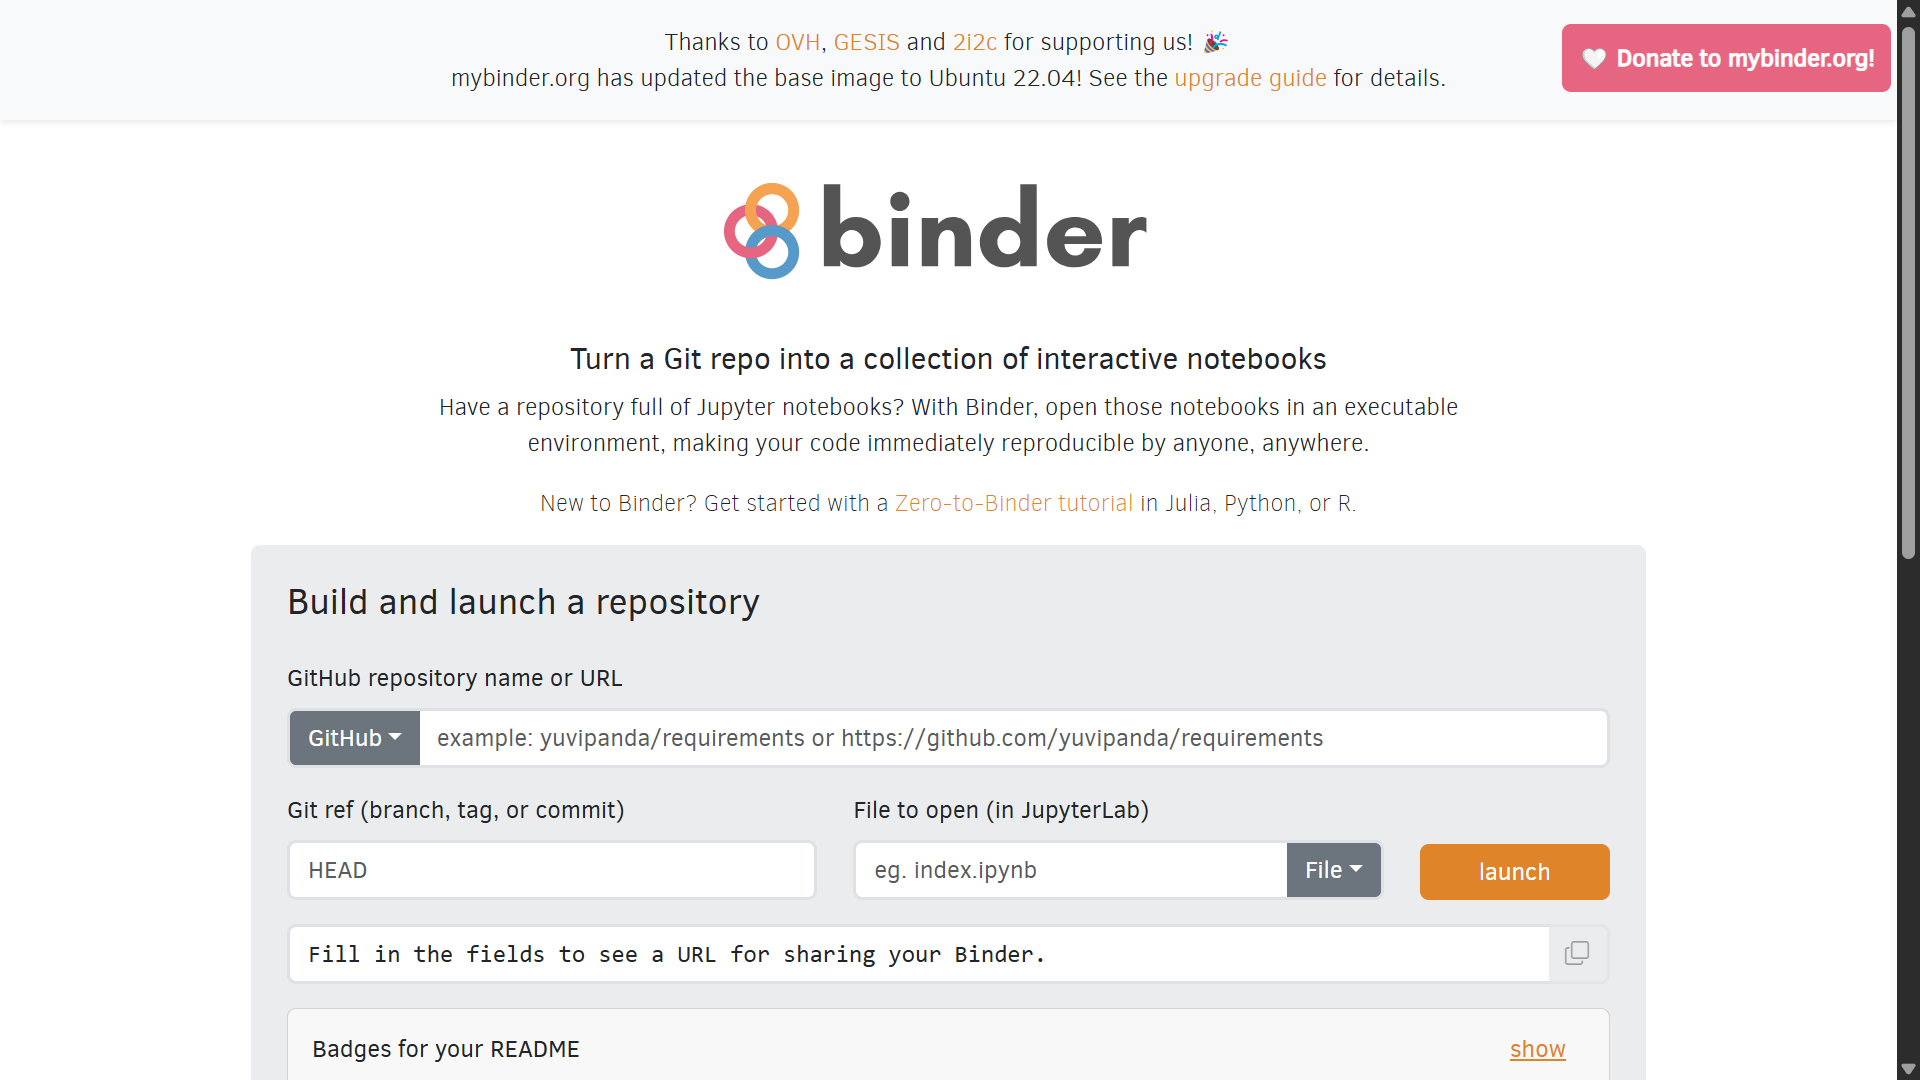 Thanks to OVH, GESIS and 2i2c for supporting us! 🎉
mybinder.org has updated the base image to Ubuntu 22.04! See the upgrade guide for details.
🤍 Donate to mybinder.org!
binder
Turn a Git repo into a collection of interactive notebooks
Have a repository full of Jupyter notebooks? With Binder, open those notebooks in an executable
environment, making your code immediately reproducible by anyone, anywhere.
New to Binder? Get started with a Zero-to-Binder tutorial in Julia, Python, or R.
Build and launch a repository
GitHub repository name or URL
GitHub example: yuvipanda/requirements or https://github.com/yuvipanda/requirements
Git ref (branch, tag, or commit)
File to open (in JupyterLab)
HEAD
eg. index.ipynb
File
launch
Fill in the fields to see a URL for sharing your Binder.
Badges for your README
show